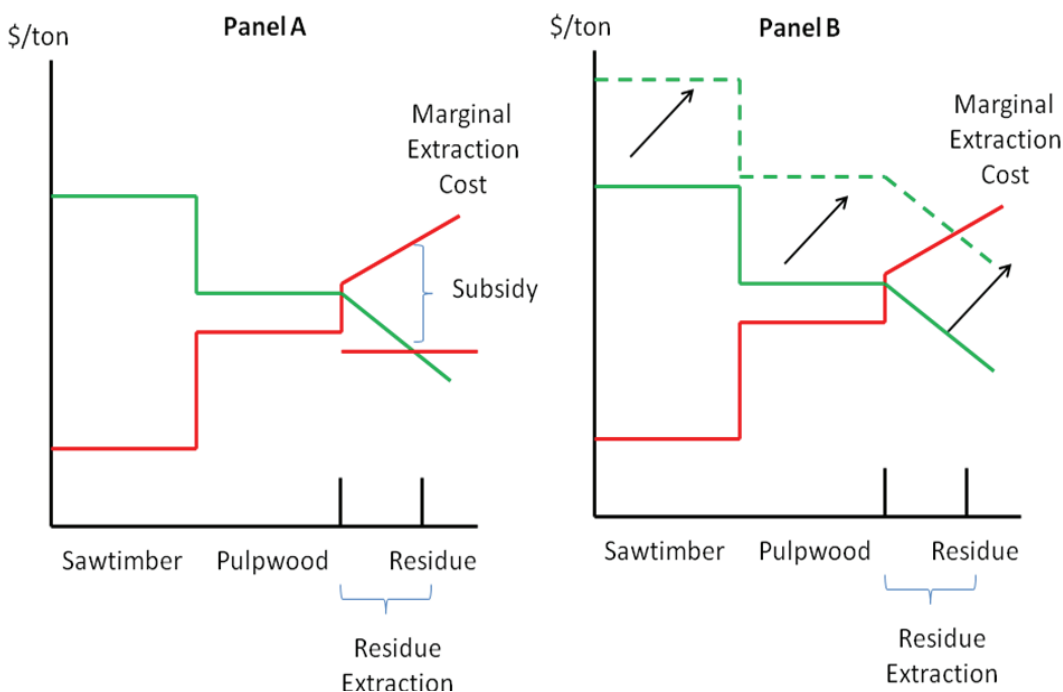 Panel A
$/ton
Marginal
Extraction
Cost
Subsidy
Sawtimber
Pulpwood
Residue
Residue
Extraction
Panel B
$/ton
Marginal
Extraction
Cost
Sawtimber
Pulpwood
Residue
Residue
Extraction